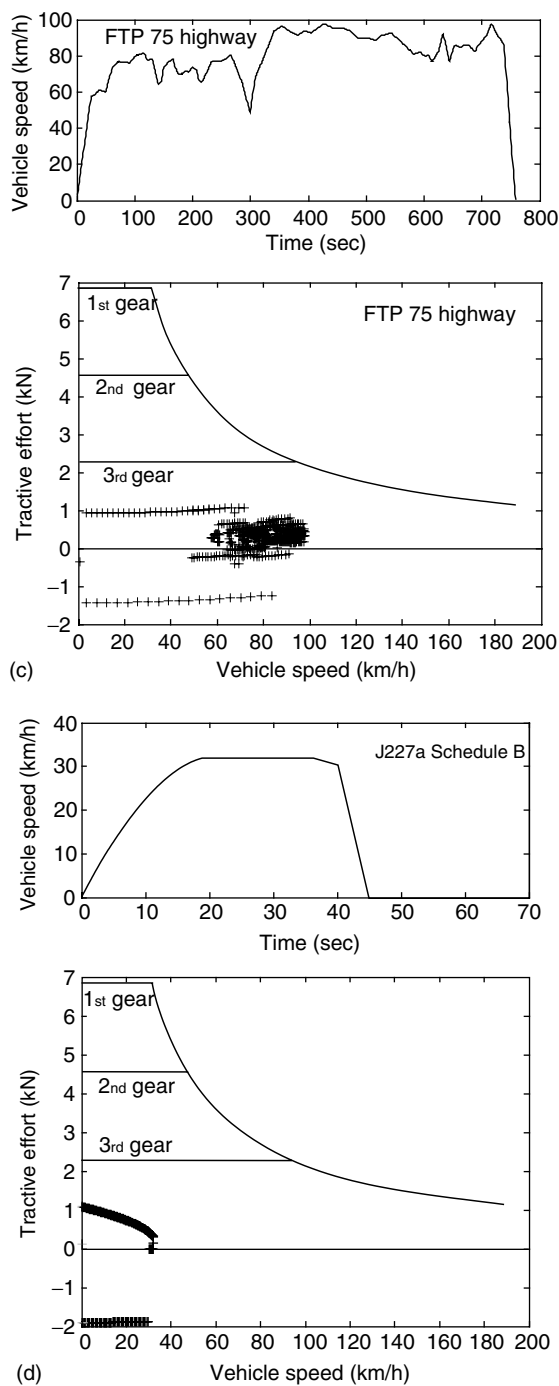 FTP 75 highway
Vehicle speed (km/h)
100
80
60
40
20
0
0 100 200 300 400 500 600 700 800
Time (sec)
7
6
5
4
3
2
1
0
–1
–2
Tractive effort (kN)
1st gear
FTP 75 highway
2nd gear
3rd gear
0 20 40 60 80 100 120 140 160 180 200
(c)
Vehicle speed (km/h)
40
30
20
10
0
Vehicle speed (km/h)
J227a Schedule B
0 10 20 30 40 50 60 70
Time (sec)
7
6
5
4
3
2
1
0
–1
–2
Tractive effort (kN)
1st gear
2nd gear
3rd gear
0 20 40 60 80 100 120 140 160 180 200
(d)
Vehicle speed (km/h)